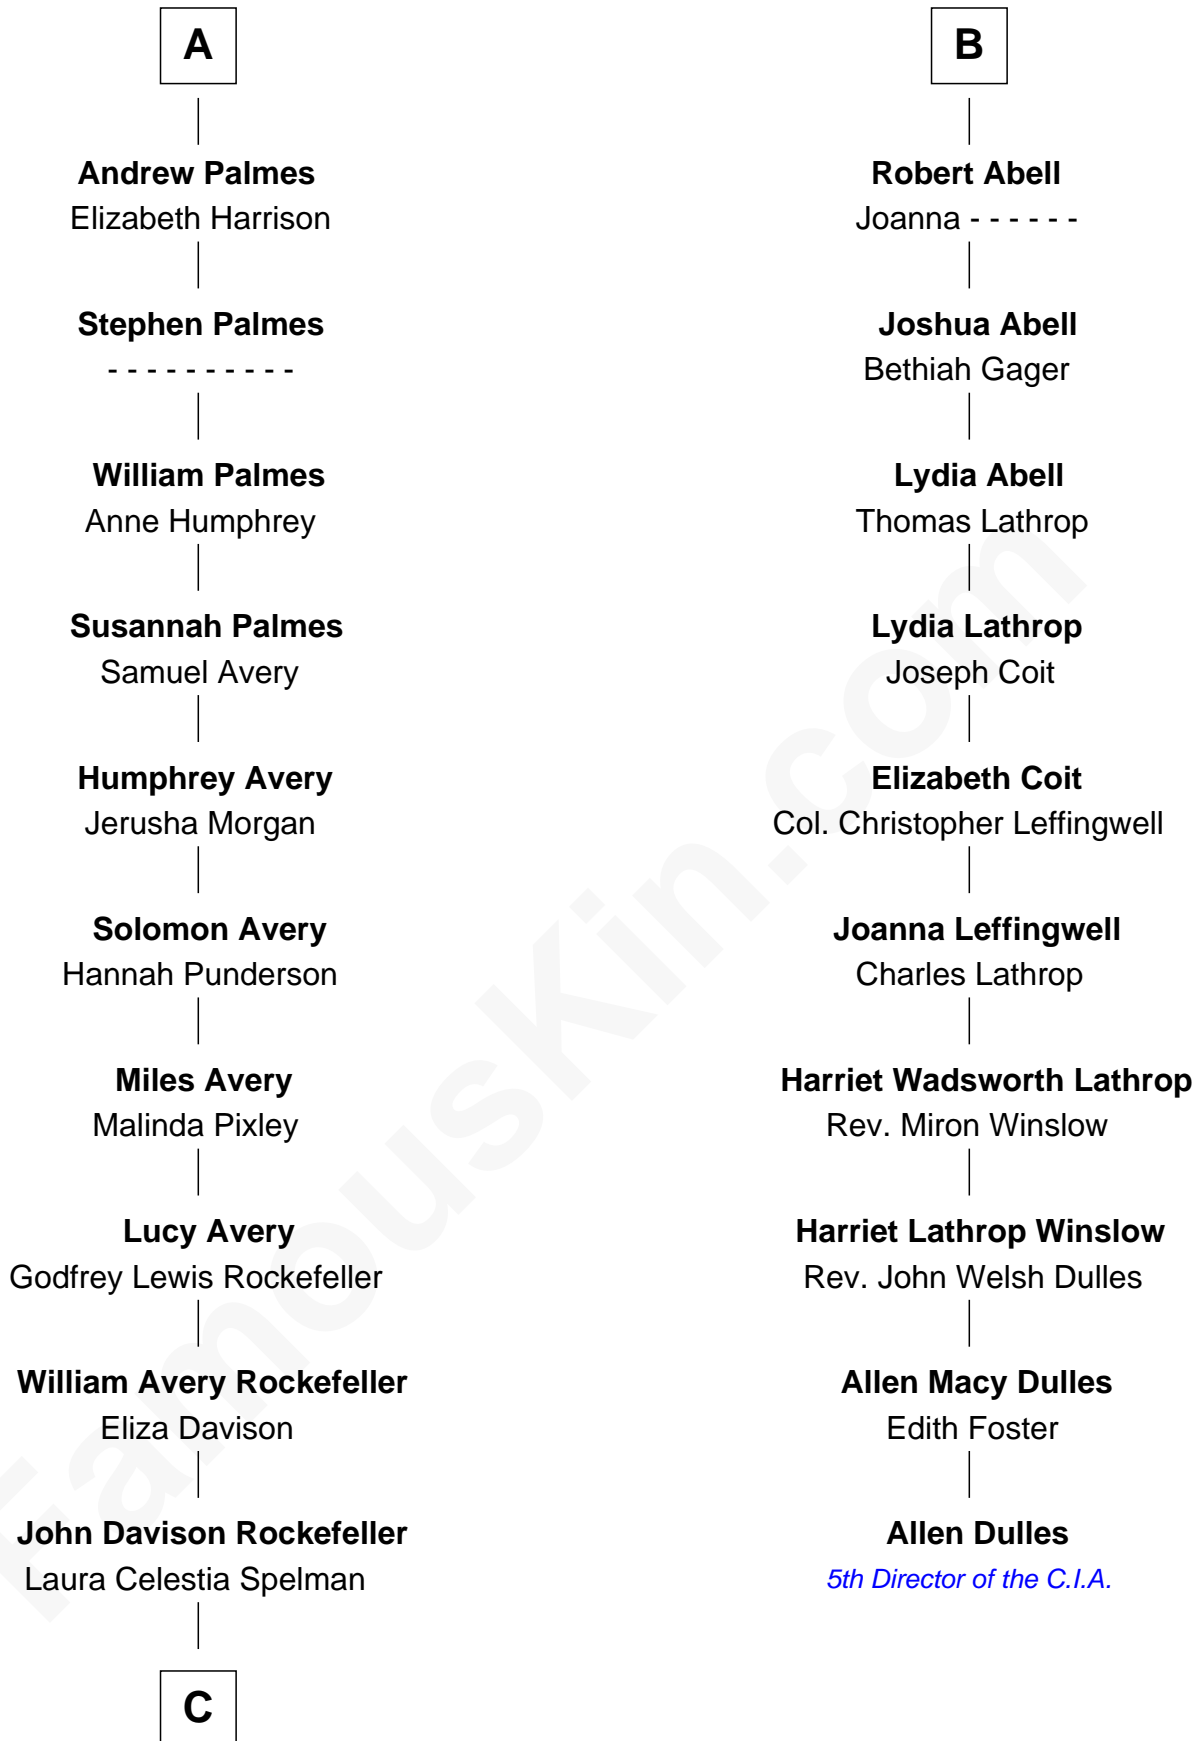 A
Andrew Palmes
Elizabeth Harrison
Stephen Palmes
- - - - - - - - - -
William Palmes
Anne Humphrey
Susannah Palmes
Samuel Avery
Humphrey Avery
Jerusha Morgan
Solomon Avery
Hannah Punderson
Miles Avery
Malinda Pixley
Lucy Avery
Godfrey Lewis Rockefeller
William Avery Rockefeller
Eliza Davison
John Davison Rockefeller
Laura Celestia Spelman
C
B
Robert Abell
Joanna - - - - - -
Joshua Abell
Bethiah Gager
Lydia Abell
Thomas Lathrop
Lydia Lathrop
Joseph Coit
Elizabeth Coit
Col. Christopher Leffingwell
Joanna Leffingwell
Charles Lathrop
Harriet Wadsworth Lathrop
Rev. Miron Winslow
Harriet Lathrop Winslow
Rev. John Welsh Dulles
Allen Macy Dulles
Edith Foster
Allen Dulles
5th Director of the C.I.A.
FamousKin.com